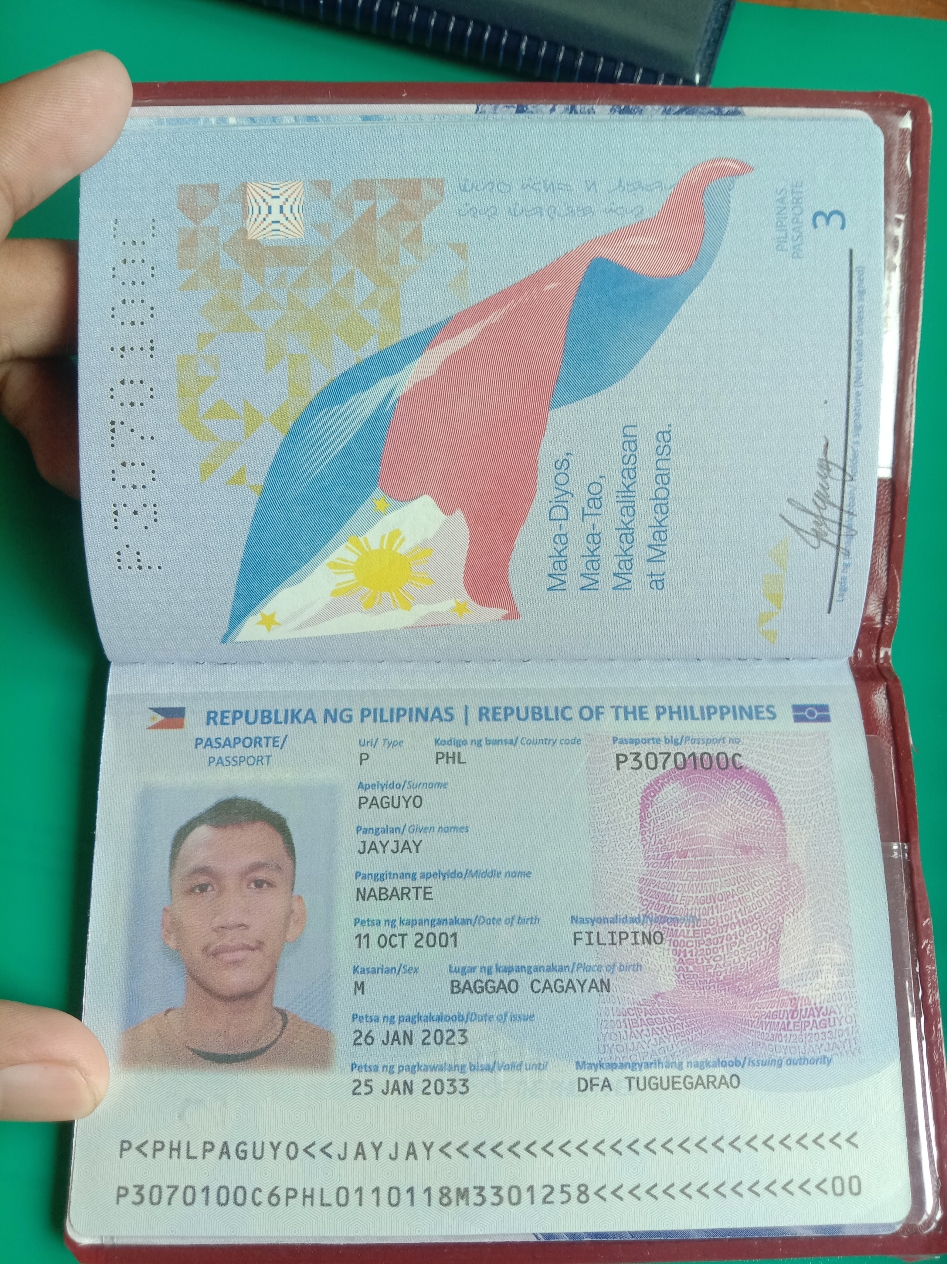 PILIPINAS
PASAPORTE
3
Maka-Diyos,
Maka-Tao,
Makakalikasan
at Makabansa.
holder's signature (Not valid unless signed)
REPUBLIKA NG PILIPINAS | REPUBLIC OF THE PHILIPPINES
PASAPORTE/
PASSPORT
Uri/ Type
P
Kodigo ng bansa/ Country code
PHL
Pasaporte blg/Passport no.
P3070100C
Apelyido/Surname
PAGUYO
Pangalan/ Given names
JAYJAY
Panggitnang apelyido/Middle name
NABARTE
Petsa ng kapanganakan/Date of birth
11 OCT 2001
Nasyonalidad/Nationality
FILIPINO
Kasarian/Sex
M
Lugar ng kapanganakan/Place of birth
BAGGAO CAGAYAN
Petsa ng pagkakaloob/Date of issue
26 JAN 2023
Petsa ng pagkawalang bisa/Valid until
25 JAN 2033
Maykapangyarihang nagkaloob/Issuing authority
DFA TUGUEGARAO
P<PHLPAGUYO<<JAYJAY<<<<<<<<<<<<<<<<<<<<<<<<<
P3070100C6PHL0110118M3301258<<<<<<<<<<<<<<00